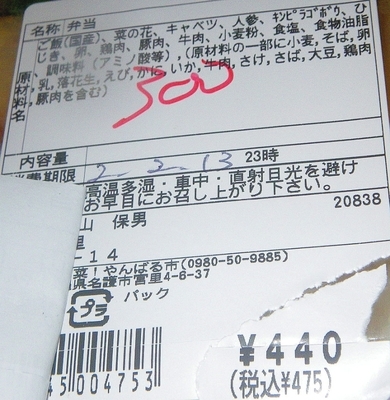 名称 弁当
原材料名
ご飯(国産)、菜の花、キャベツ、人参、ｷﾝﾋﾟﾗｺﾞﾎﾞｳ、ひ
じき、卵、鶏肉、豚肉、牛肉、小麦粉、食塩、食物油脂
、調味料(アミノ酸等)、(原材料の一部に小麦,そば,卵
,乳,落花生,えび,かに,いか,牛肉,さけ,さば,大豆,鶏肉
,豚肉を含む)
300
内容量
消費期限 2.2.13 23時
高温多湿・車中・直射日光を避け
お早目にお召し上がり下さい。
20838
山 保男
里
-14
菜!やんばる市(0980-50-9885)
県名護市宮里4-6-37
プラ パック
45004753
¥440
(税込¥475)